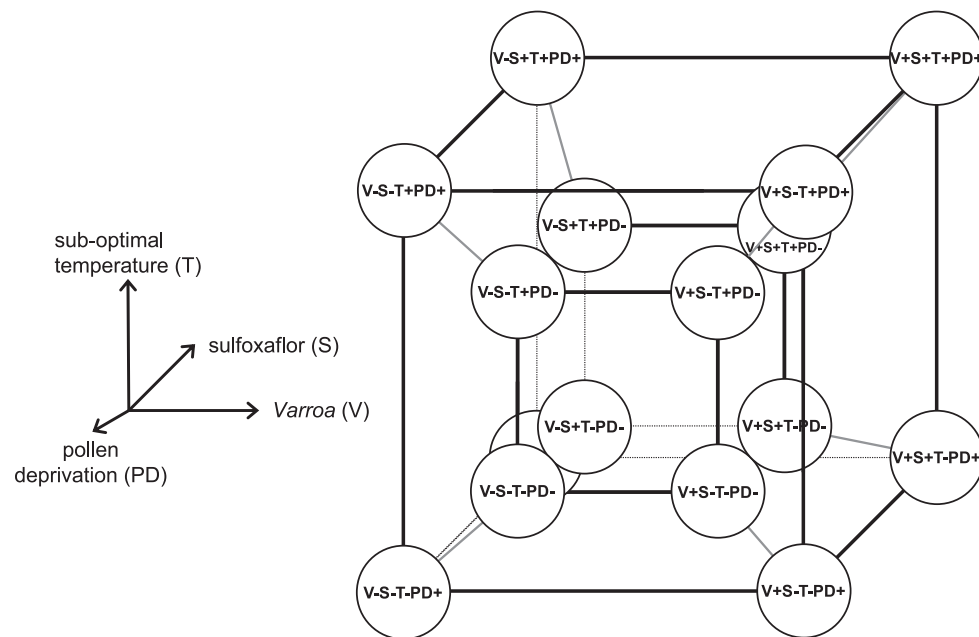 V-S+T+PD+
V+S+T+PD+
V-S-T+PD+
V+S-T+PD+
V-S+T+PD-
V+S+T+PD-
sub-optimal
temperature (T)
V-S-T+PD-
V+S-T+PD-
sulfoxaflor (S)
Varroa (V)
pollen
deprivation (PD)
V-S+T-PD-
V+S+T-PD-
V+S+T-PD+
V-S-T-PD-
V+S-T-PD-
V-S-T-PD+
V+S-T-PD+